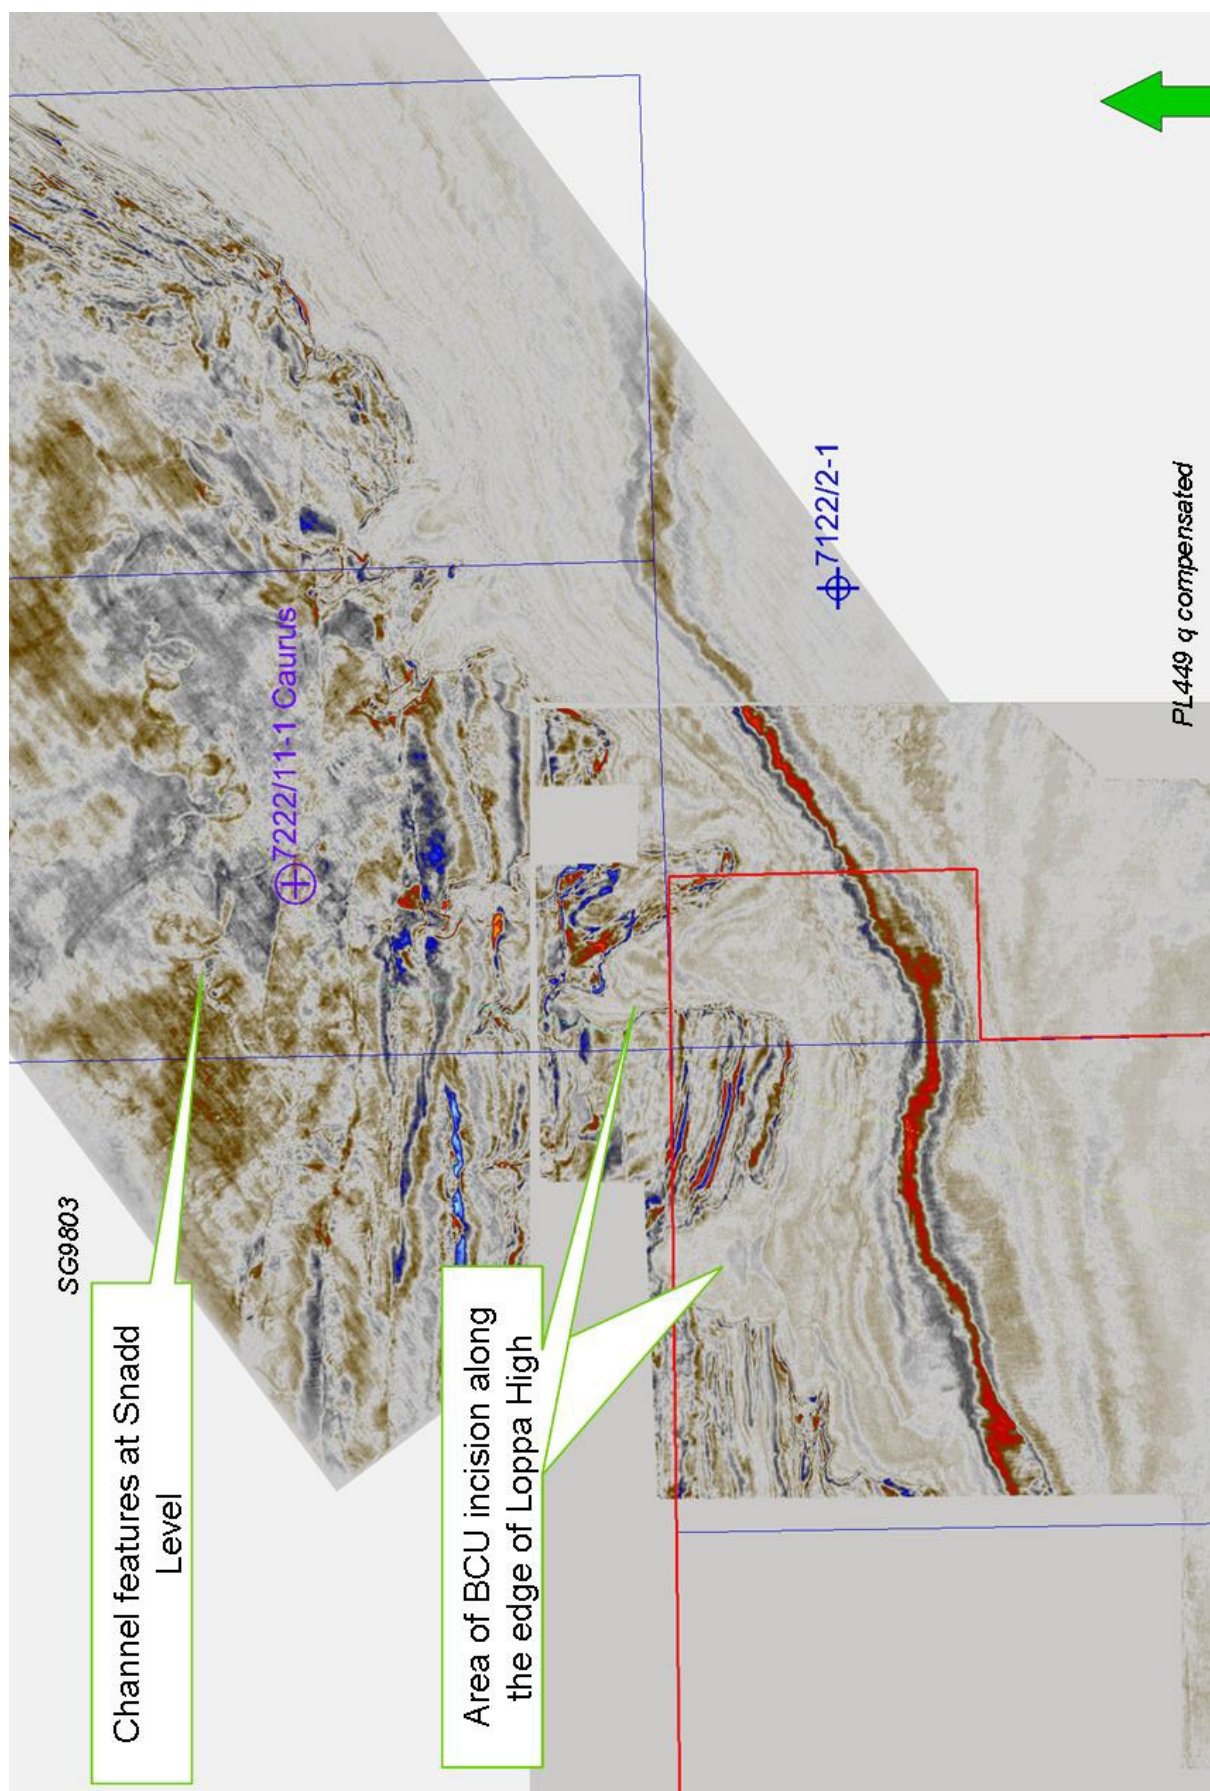 SG9803
Channel features at Snadd
Level
7222/11-1 Caurus
Area of BCU incision along
the edge of Loppa High
7122/2-1
PL449 q compensated